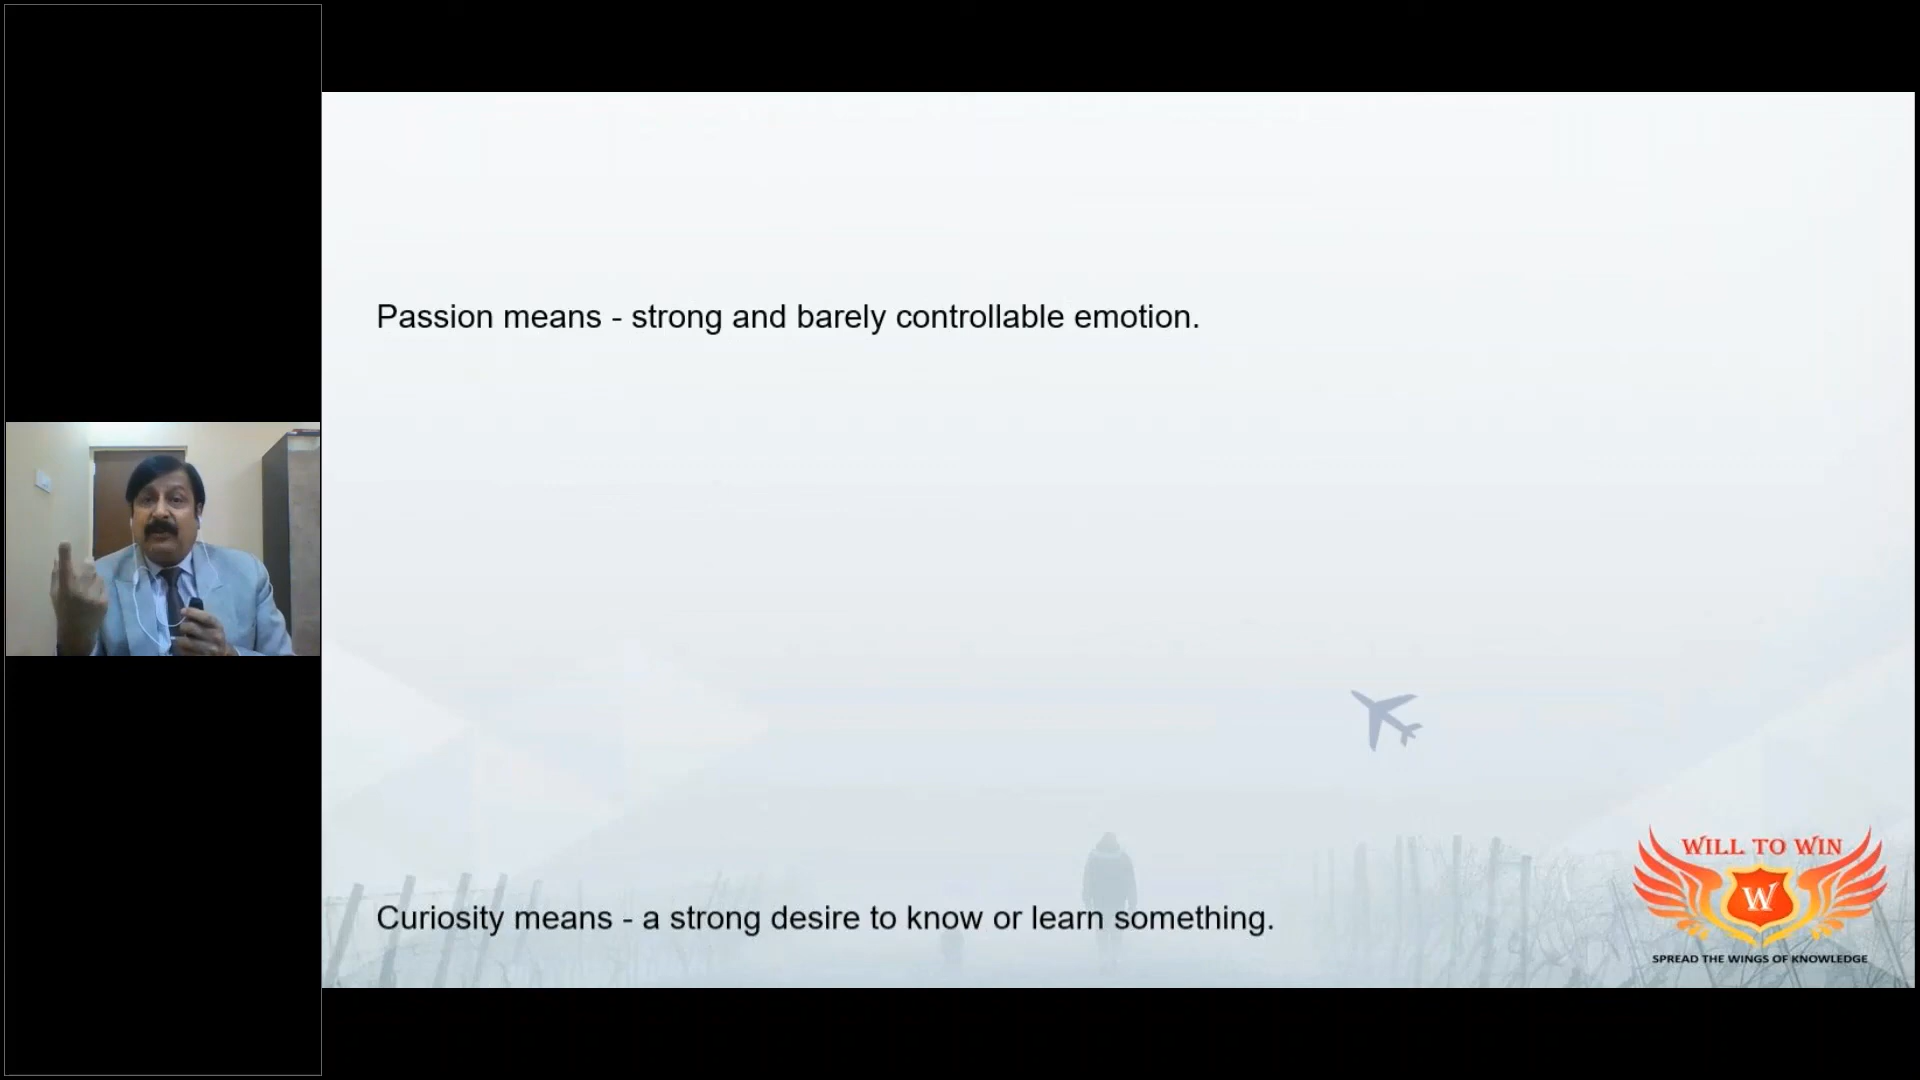 Passion means - strong and barely controllable emotion.
Curiosity means - a strong desire to know or learn something.
WILL TO WIN
W
SPREAD THE WINGS OF KNOWLEDGE